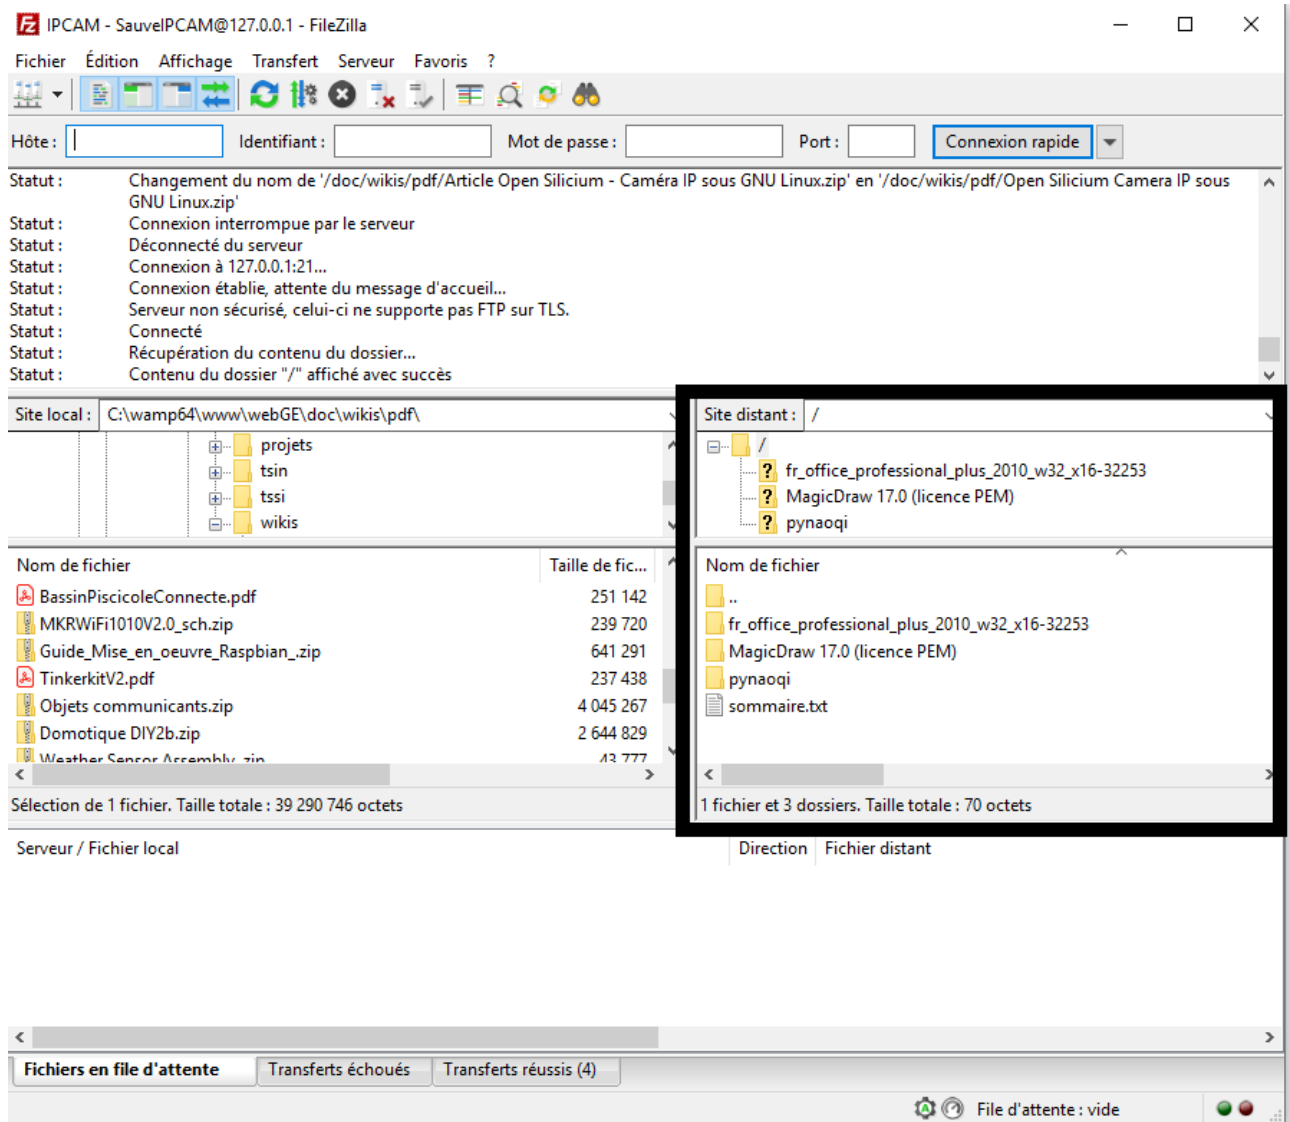 IPCAM - SauveIPCAM@127.0.0.1 - FileZilla
Fichier Édition Affichage Transfert Serveur Favoris ?
Hôte : Identifiant : Mot de passe : Port : Connexion rapide
Statut : Changement du nom de '/doc/wikis/pdf/Article Open Silicium - Caméra IP sous GNU Linux.zip' en '/doc/wikis/pdf/Open Silicium Camera IP sous
GNU Linux.zip'
Statut : Connexion interrompue par le serveur
Statut : Déconnecté du serveur
Statut : Connexion à 127.0.0.1:21...
Statut : Connexion établie, attente du message d'accueil...
Statut : Serveur non sécurisé, celui-ci ne supporte pas FTP sur TLS.
Statut : Connecté
Statut : Récupération du contenu du dossier...
Statut : Contenu du dossier "/" affiché avec succès
Site local : C:\wamp64\www\webGE\doc\wikis\pdf\
projets
tsin
tssi
wikis
Nom de fichier Taille de fic...
BassinPiscicoleConnecte.pdf 251 142
MKRWiFi1010V2.0_sch.zip 239 720
Guide_Mise_en_oeuvre_Raspbian_.zip 641 291
TinkerkitV2.pdf 237 438
Objets communicants.zip 4 045 267
Domotique DIY2b.zip 2 644 829
Weather Sensor Assembly .zip 43 777
Sélection de 1 fichier. Taille totale : 39 290 746 octets
Site distant : /
/
fr_office_professional_plus_2010_w32_x16-32253
MagicDraw 17.0 (licence PEM)
pynaoqi
Nom de fichier
..
fr_office_professional_plus_2010_w32_x16-32253
MagicDraw 17.0 (licence PEM)
pynaoqi
sommaire.txt
1 fichier et 3 dossiers. Taille totale : 70 octets
Serveur / Fichier local Direction Fichier distant
Fichiers en file d'attente Transferts échoués Transferts réussis (4)
File d'attente : vide